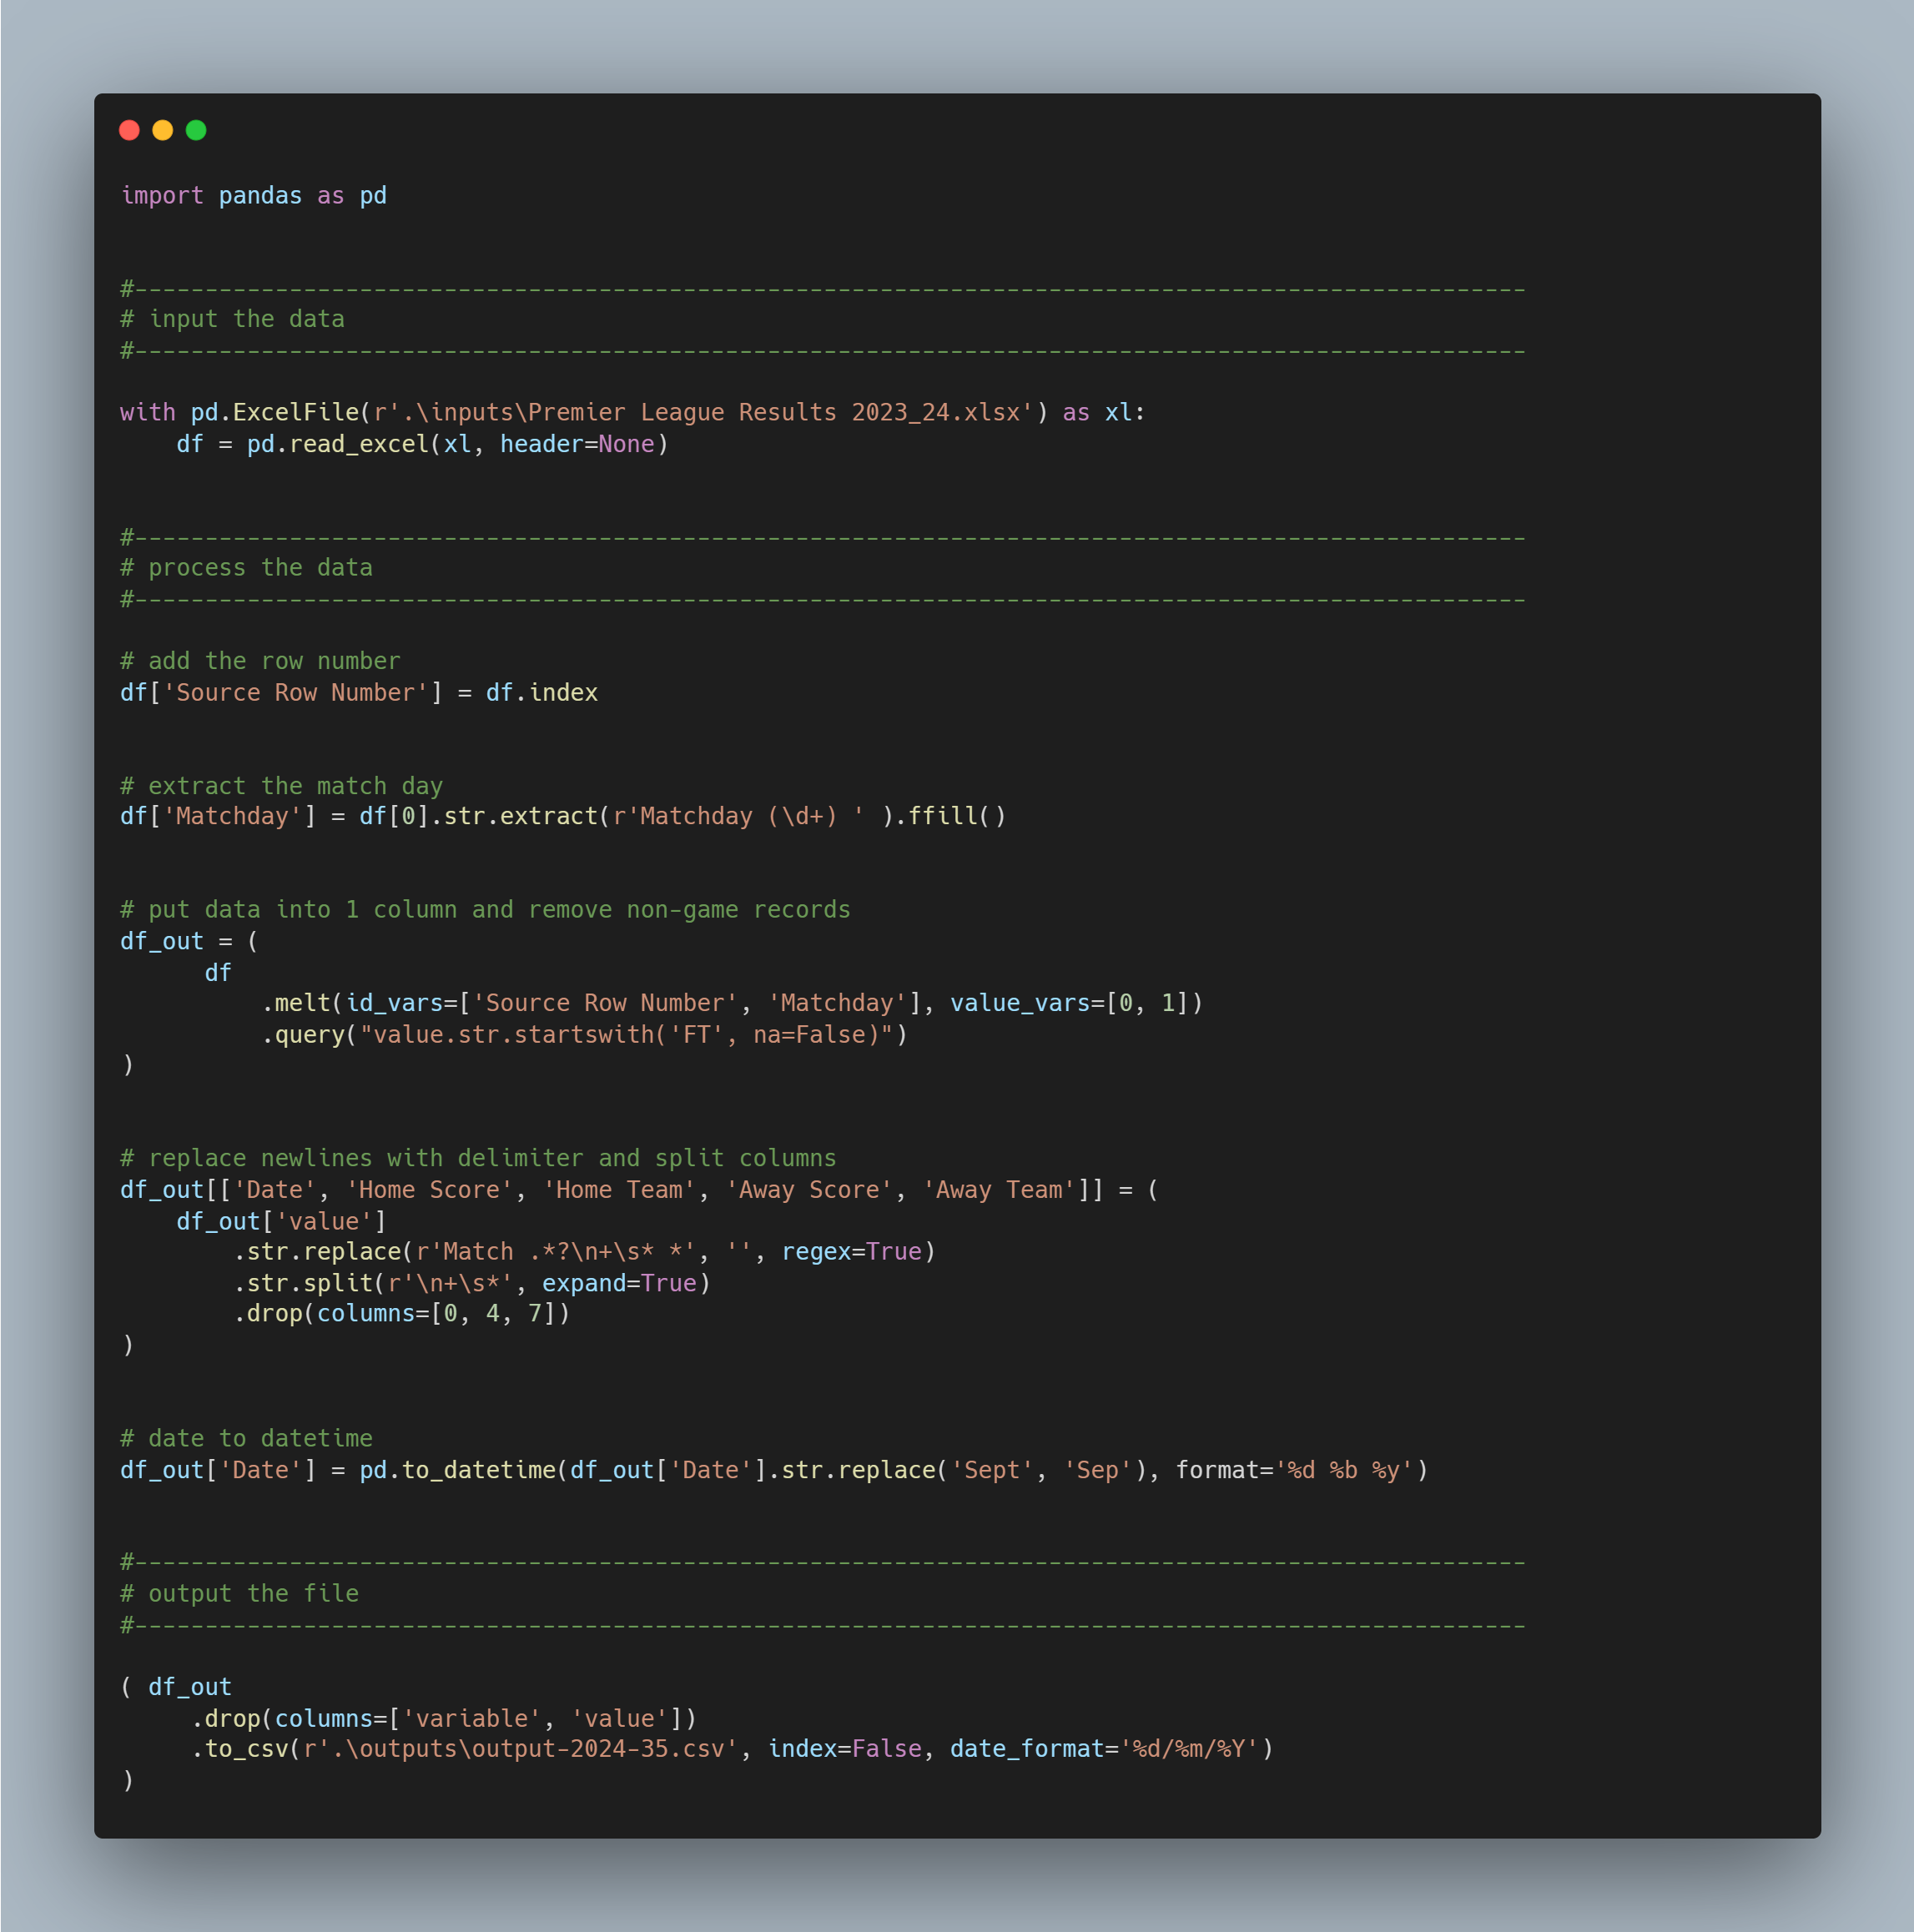 import pandas as pd
#---------------------------------------------------------------------------------------------------
# input the data
#---------------------------------------------------------------------------------------------------
with pd.ExcelFile(r'.\inputs\Premier League Results 2023_24.xlsx') as xl:
    df = pd.read_excel(xl, header=None)
#---------------------------------------------------------------------------------------------------
# process the data
#---------------------------------------------------------------------------------------------------
# add the row number
df['Source Row Number'] = df.index
# extract the match day
df['Matchday'] = df[0].str.extract(r'Matchday (\d+) ' ).ffill()
# put data into 1 column and remove non-game records
df_out = (
      df
          .melt(id_vars=['Source Row Number', 'Matchday'], value_vars=[0, 1])
          .query("value.str.startswith('FT', na=False)")
)
# replace newlines with delimiter and split columns
df_out[['Date', 'Home Score', 'Home Team', 'Away Score', 'Away Team']] = (
    df_out['value']
        .str.replace(r'Match .*?\n+\s* *', '', regex=True)
        .str.split(r'\n+\s*', expand=True)
        .drop(columns=[0, 4, 7])
)
# date to datetime
df_out['Date'] = pd.to_datetime(df_out['Date'].str.replace('Sept', 'Sep'), format='%d %b %y')
#---------------------------------------------------------------------------------------------------
# output the file
#---------------------------------------------------------------------------------------------------
( df_out
     .drop(columns=['variable', 'value'])
     .to_csv(r'.\outputs\output-2024-35.csv', index=False, date_format='%d/%m/%Y')
)